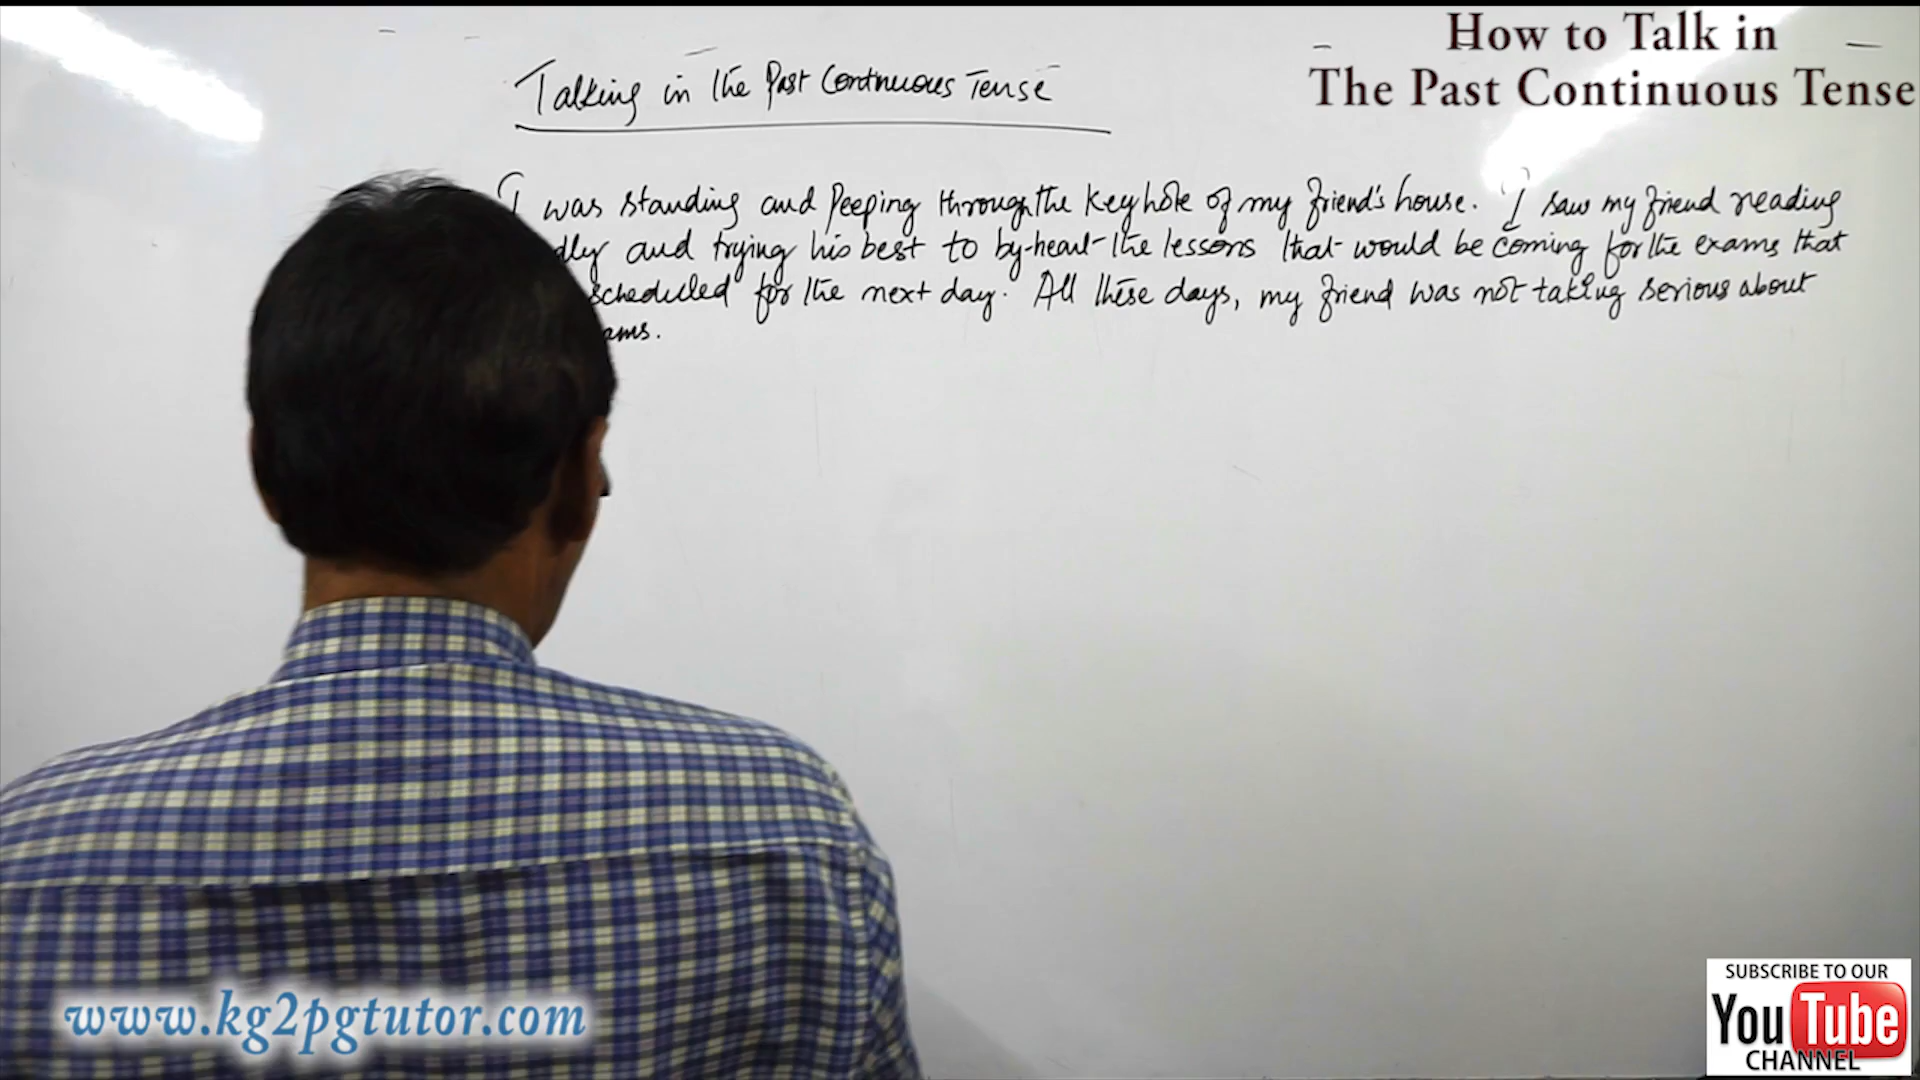 How to Talk in
The Past Continuous Tense
Talking in the Past Continuous Tense
I was standing and Peeping through the Keyhole of my friend's house. I saw my friend reading
and trying his best to by-heart the lessons that would be coming for the exams that
scheduled for the next day. All these days, my friend was not taking serious about
www.kg2pgtutor.com
SUBSCRIBE TO OUR
YouTube
CHANNEL